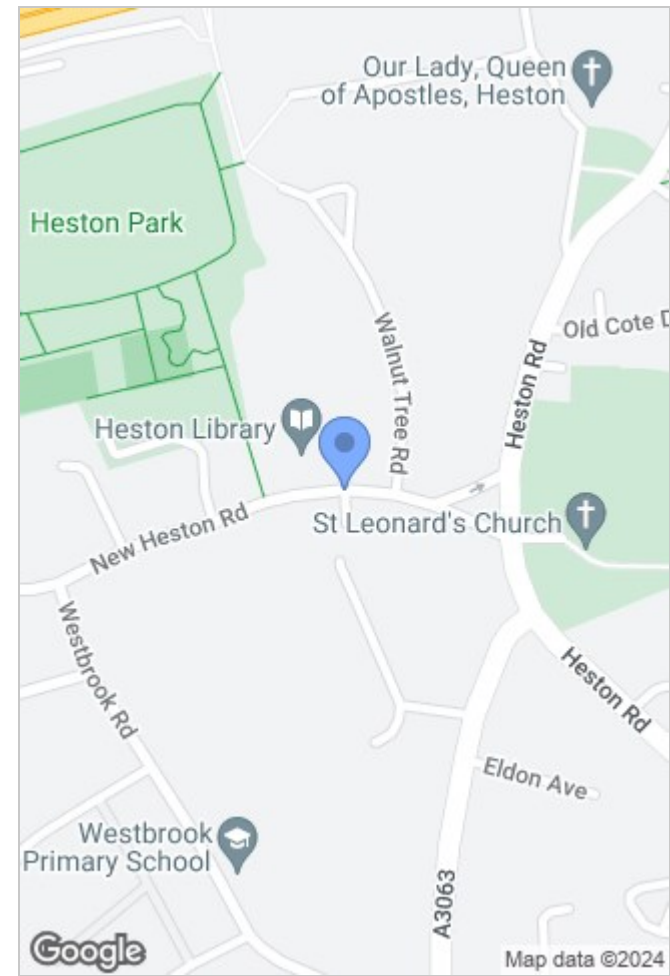 Our Lady, Queen
of Apostles, Heston
Heston Park
Old Cote D
Walnut Tree Rd
Heston Rd
Heston Library
St Leonard's Church
New Heston Rd
Westbrook Rd
Heston Rd
Eldon Ave
Westbrook
Primary School
A3063
Google
Map data ©2024